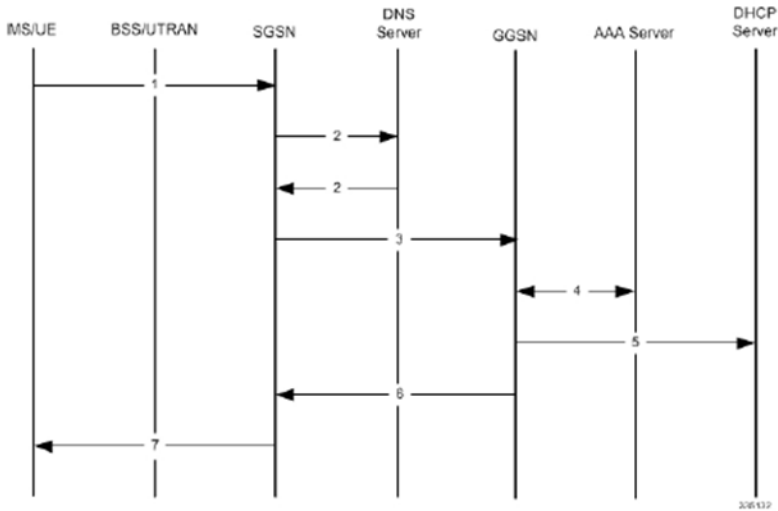 MS/UE
BSS/UTRAN
SGSN
DNS
Server
GGSN
AAA Server
DHCP
Server
1
2
2
3
4
5
6
7